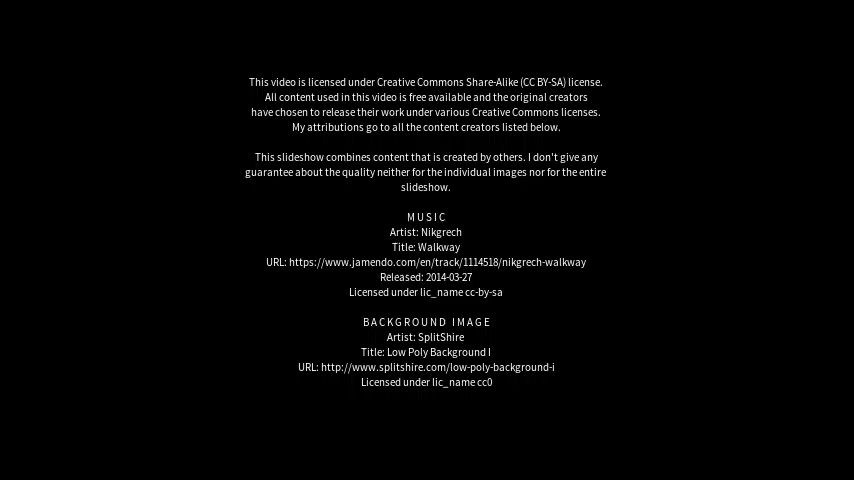 This video is licensed under Creative Commons Share-Alike (CC BY-SA) license.
All content used in this video is free available and the original creators
have chosen to release their work under various Creative Commons licenses.
My attributions go to all the content creators listed below.
This slideshow combines content that is created by others. I don't give any
guarantee about the quality neither for the individual images nor for the entire
slideshow.
MUSIC
Artist: Nikgrech
Title: Walkway
URL: https://www.jamendo.com/en/track/1114518/nikgrech-walkway
Released: 2014-03-27
Licensed under lic_name cc-by-sa
BACKGROUND IMAGE
Artist: SplitShire
Title: Low Poly Background I
URL: http://www.splitshire.com/low-poly-background-i
Licensed under lic_name cc0